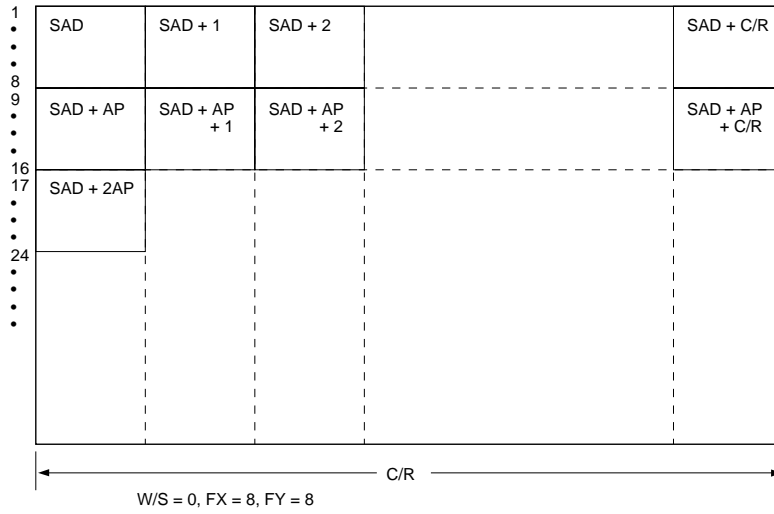 1
SAD
SAD + 1
SAD + 2
SAD + C/R
•
•
•
8
9
SAD + AP
SAD + AP
+ 1
SAD + AP
+ 2
SAD + AP
+ C/R
•
•
•
16
17
SAD + 2AP
•
•
•
24
•
•
•
•
C/R
W/S = 0, FX = 8, FY = 8